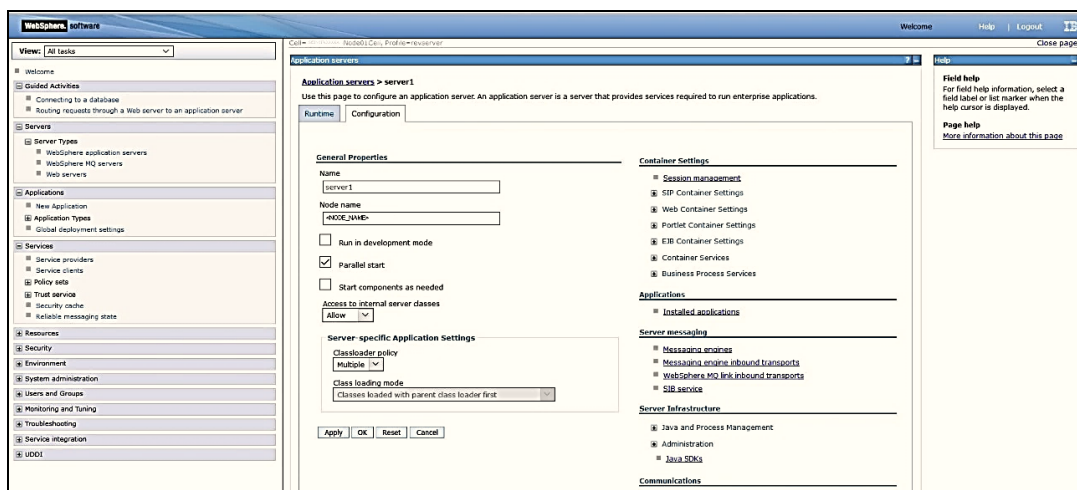 WebSphere. software
Welcome Help | Logout
View: All tasks
Cell= Node01Cell, Profile=revserver
Close page
Welcome
Guided Activities
Connecting to a database
Routing requests through a Web server to an application server
Servers
Server Types
WebSphere application servers
WebSphere MQ servers
Web servers
Applications
New Application
Application Types
Global deployment settings
Services
Service providers
Service clients
Policy sets
Trust service
Security cache
Reliable messaging state
Resources
Security
Environment
System administration
Users and Groups
Monitoring and Tuning
Troubleshooting
Service integration
UDDI
Application servers
Application servers > server1
Use this page to configure an application server. An application server is a server that provides services required to run enterprise applications.
Runtime Configuration
General Properties
Name
server1
Node name
<NODE_NAME>
Run in development mode
Parallel start
Start components as needed
Access to internal server classes
Allow
Server-specific Application Settings
Classloader policy
Multiple
Class loading mode
Classes loaded with parent class loader first
Apply OK Reset Cancel
Container Settings
Session management
SIP Container Settings
Web Container Settings
Portlet Container Settings
EJB Container Settings
Container Services
Business Process Services
Applications
Installed applications
Server messaging
Messaging engines
Messaging engine inbound transports
WebSphere MQ link inbound transports
SIB service
Server Infrastructure
Java and Process Management
Administration
Java SDKs
Communications
Help
Field help
For field help information, select a
field label or list marker when the
help cursor is displayed.
Page help
More information about this page